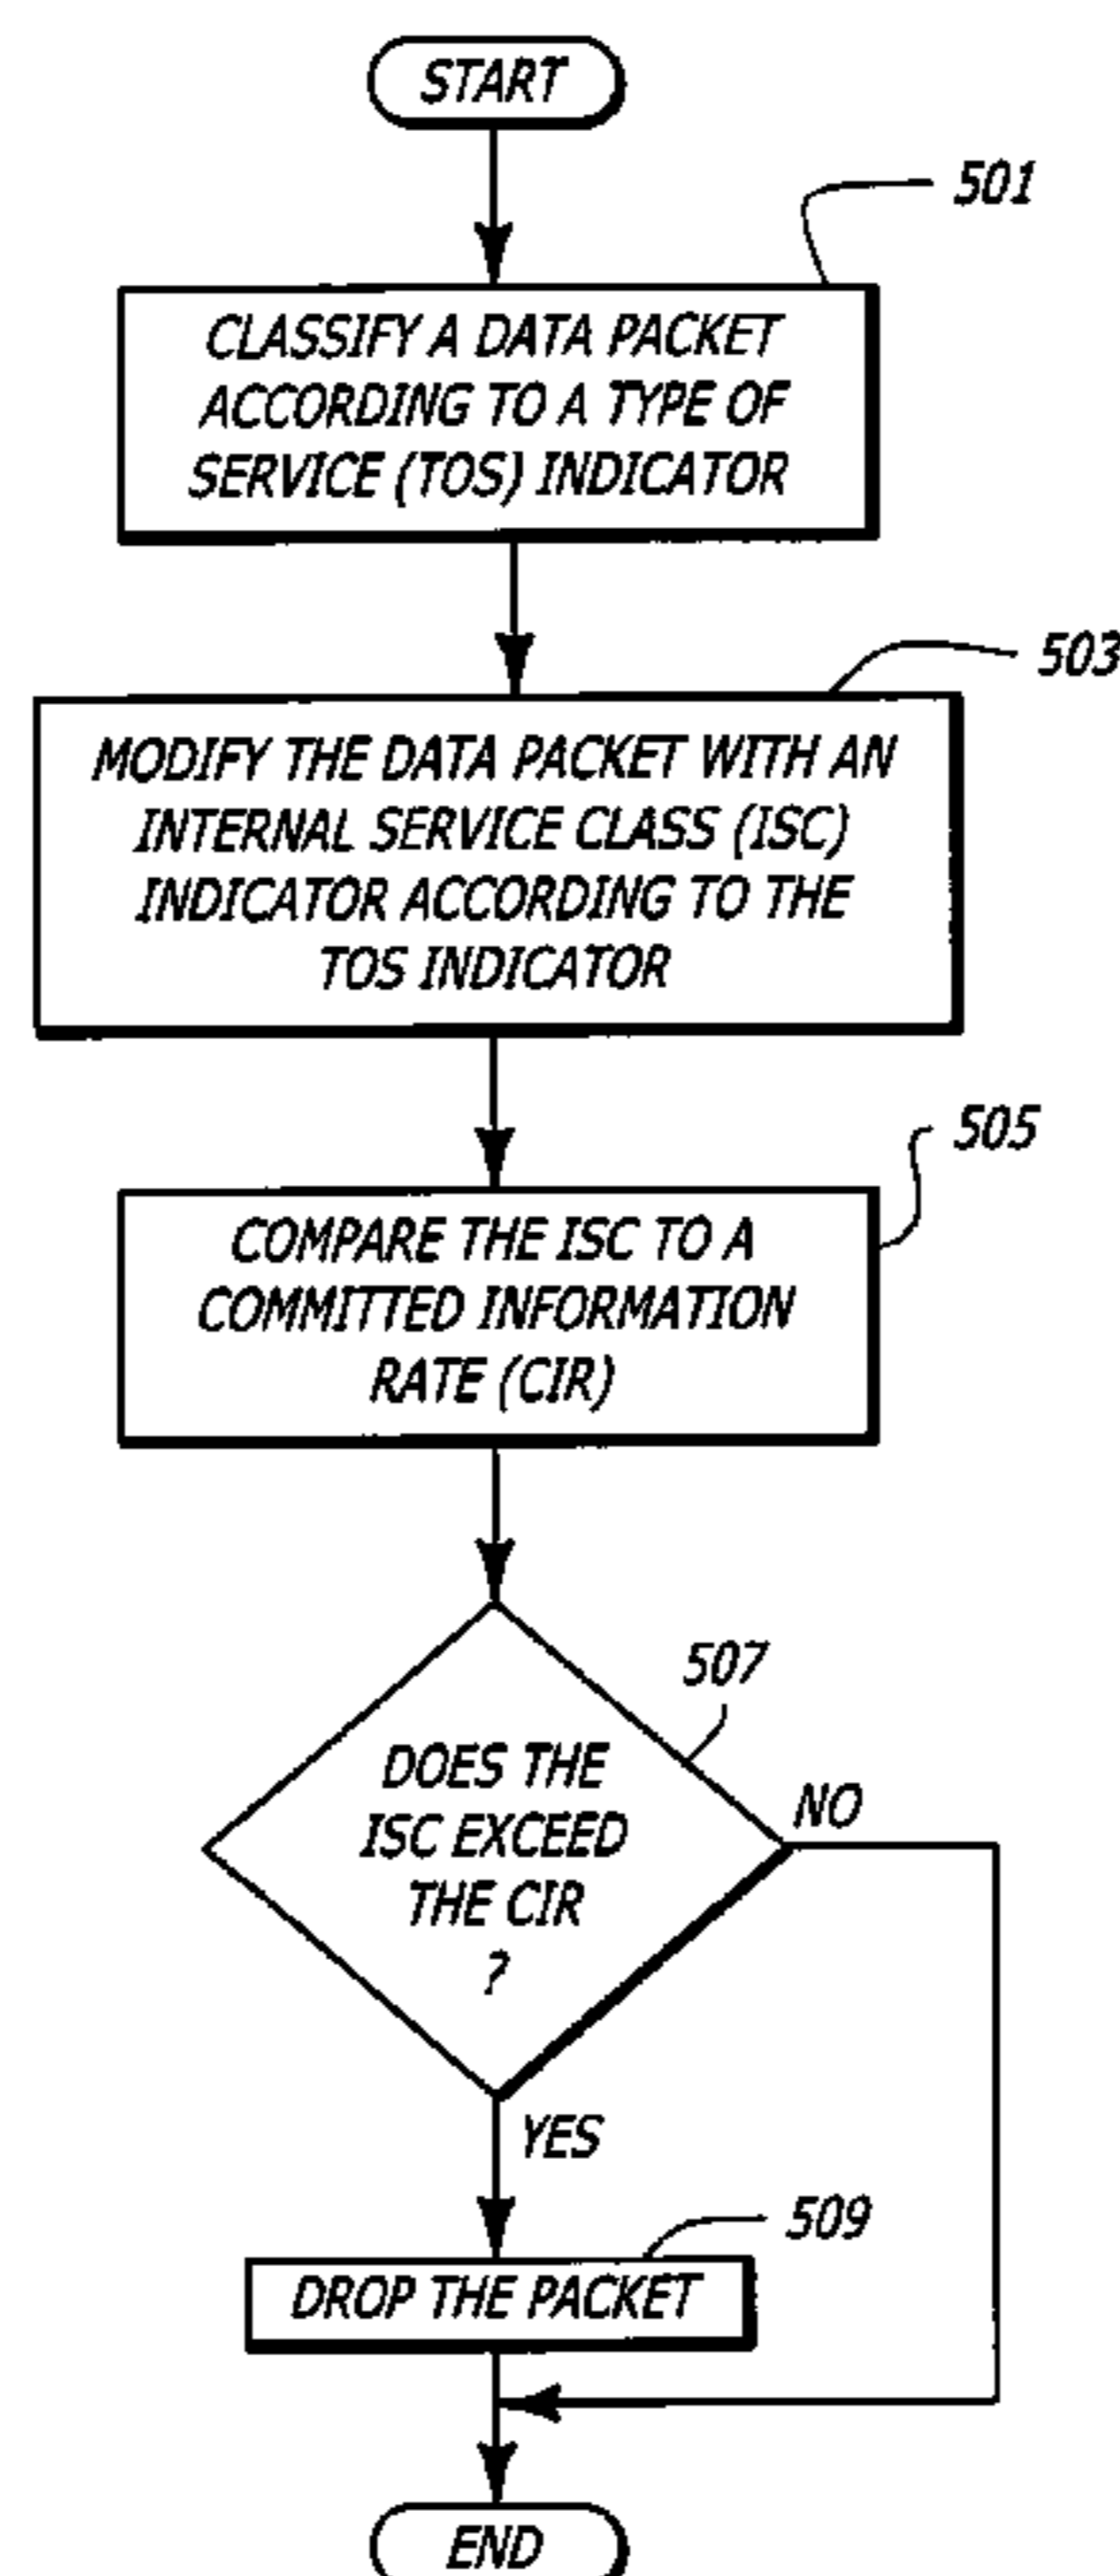 START
501
CLASSIFY A DATA PACKET
ACCORDING TO A TYPE OF
SERVICE (TOS) INDICATOR
503
MODIFY THE DATA PACKET WITH AN
INTERNAL SERVICE CLASS (ISC)
INDICATOR ACCORDING TO THE
TOS INDICATOR
505
COMPARE THE ISC TO A
COMMITTED INFORMATION
RATE (CIR)
507
DOES THE
ISC EXCEED
THE CIR
?
NO
YES
509
DROP THE PACKET
END